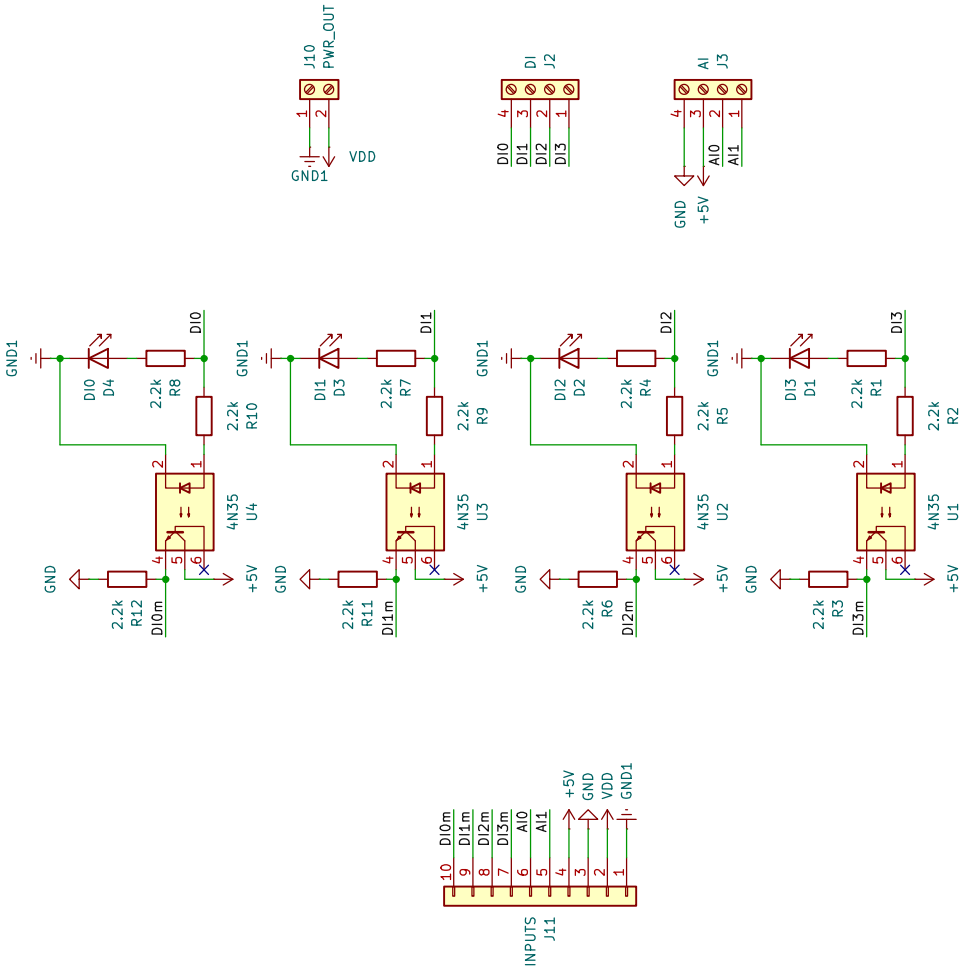 J10
PWR_OUT
1
2
GND1
VDD
DI
J2
4
3
2
1
DI0
DI1
DI2
DI3
AI
J3
4
3
2
1
GND
+5V
AI0
AI1
GND1
DI0
D4
2.2k
R8
DI0
2.2k
R10
2
1
4N35
U4
4
5
6
GND
2.2k
R12
DI0m
+5V
GND1
DI1
D3
2.2k
R7
DI1
2.2k
R9
2
1
4N35
U3
4
5
6
GND
2.2k
R11
DI1m
+5V
GND1
DI2
D2
2.2k
R4
DI2
2.2k
R5
2
1
4N35
U2
4
5
6
GND
2.2k
R6
DI2m
+5V
GND1
DI3
D1
2.2k
R1
DI3
2.2k
R2
2
1
4N35
U1
4
5
6
GND
2.2k
R3
DI3m
+5V
DI0m
DI1m
DI2m
DI3m
AI0
AI1
+5V
GND
VDD
GND1
10
9
8
7
6
5
4
3
2
1
INPUTS
J11